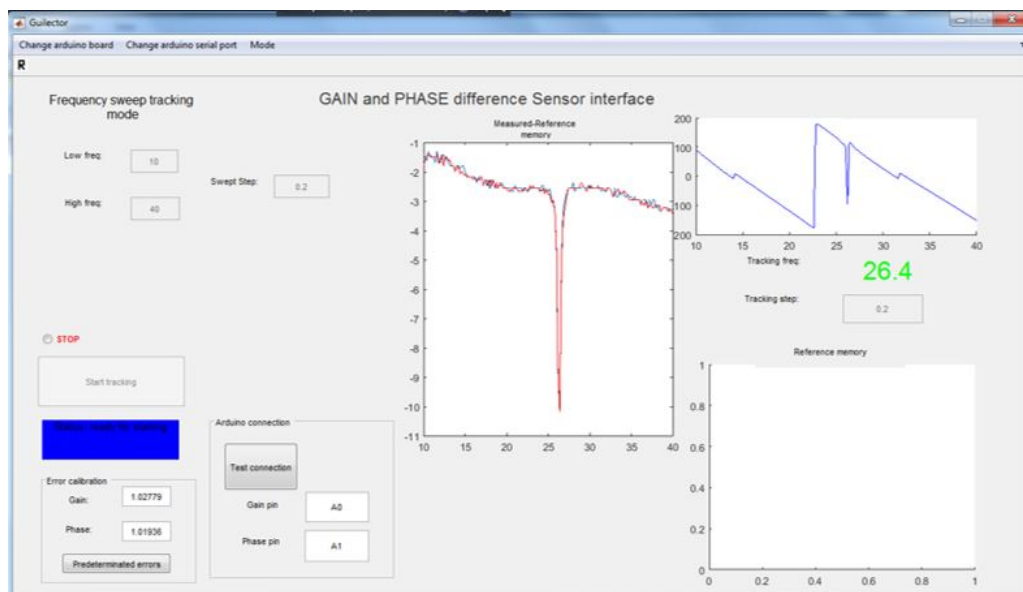 Guilector
Change arduino board Change arduino serial port Mode
R
Frequency sweep tracking
mode
GAIN and PHASE difference Sensor interface
Low freq: 10
High freq: 40
Swept Step: 0.2
Measured-Reference
memory
-1
-2
-3
-4
-5
-6
-7
-8
-9
-10
-11
10 15 20 25 30 35 40
200
100
0
100
200
10 15 20 25 30 35 40
Tracking freq: 26.4
Tracking step: 0.2
Reference memory
1
0.8
0.6
0.4
0.2
0
0 0.2 0.4 0.6 0.8 1
STOP
Start tracking
Status: ready for starting
Error calibration
Gain: 1.02779
Phase: 1.01936
Predeterminated errors
Arduino connection
Test connection
Gain pin A0
Phase pin A1